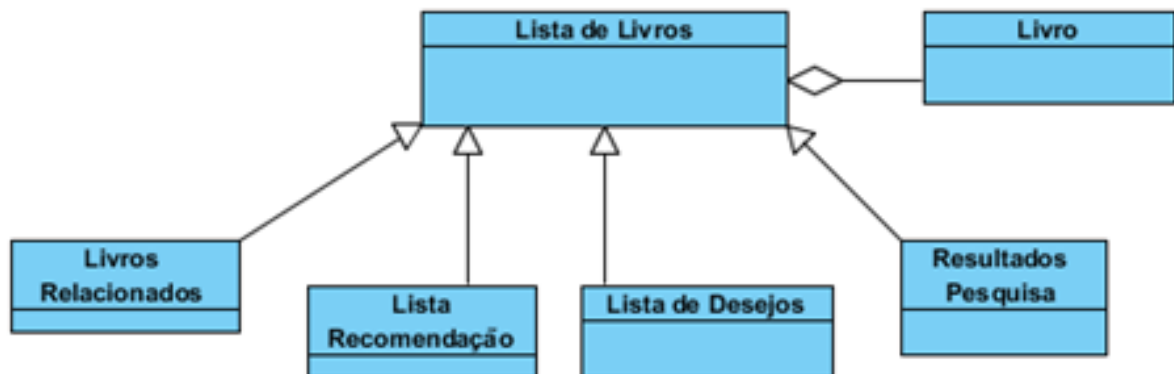 Lista de Livros
Livro
Livros
Relacionados
Lista
Recomendação
Lista de Desejos
Resultados
Pesquisa